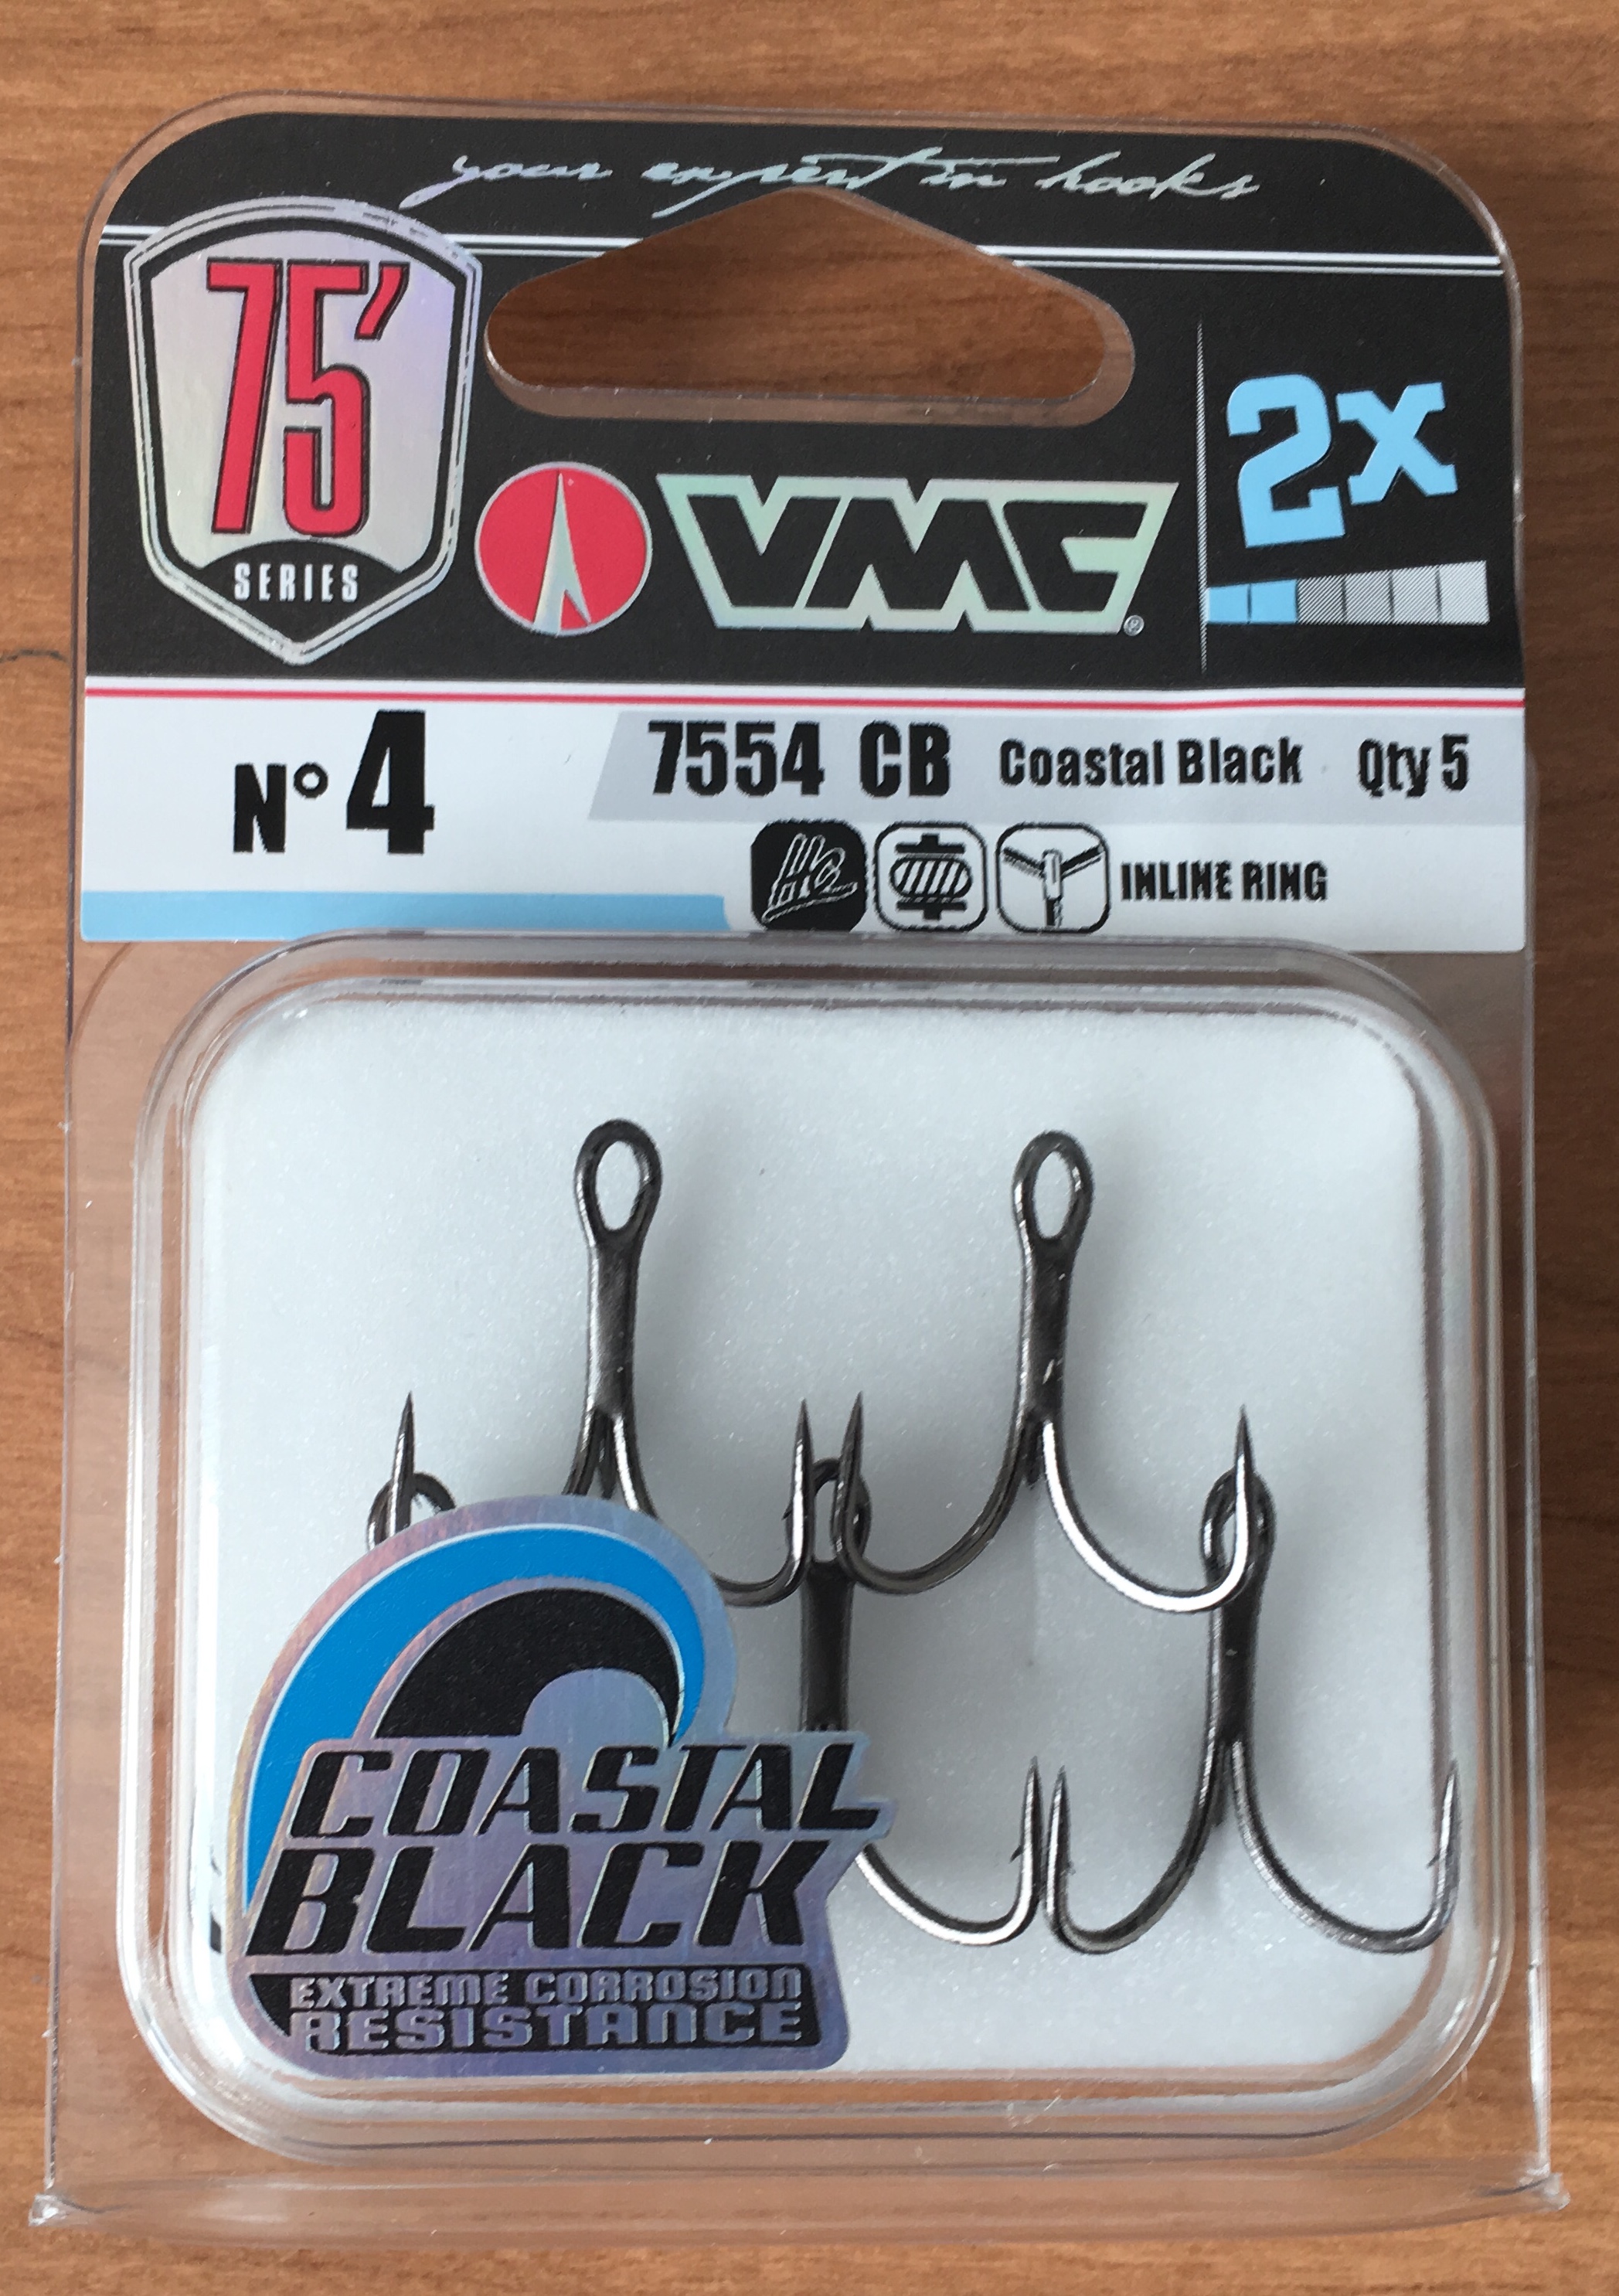 your expert in hooks
75'
SERIES
VMC®
2x
N° 4
7554 CB Coastal Black Qty 5
HC
INLINE RING
COASTAL
BLACK
EXTREME CORROSION
RESISTANCE